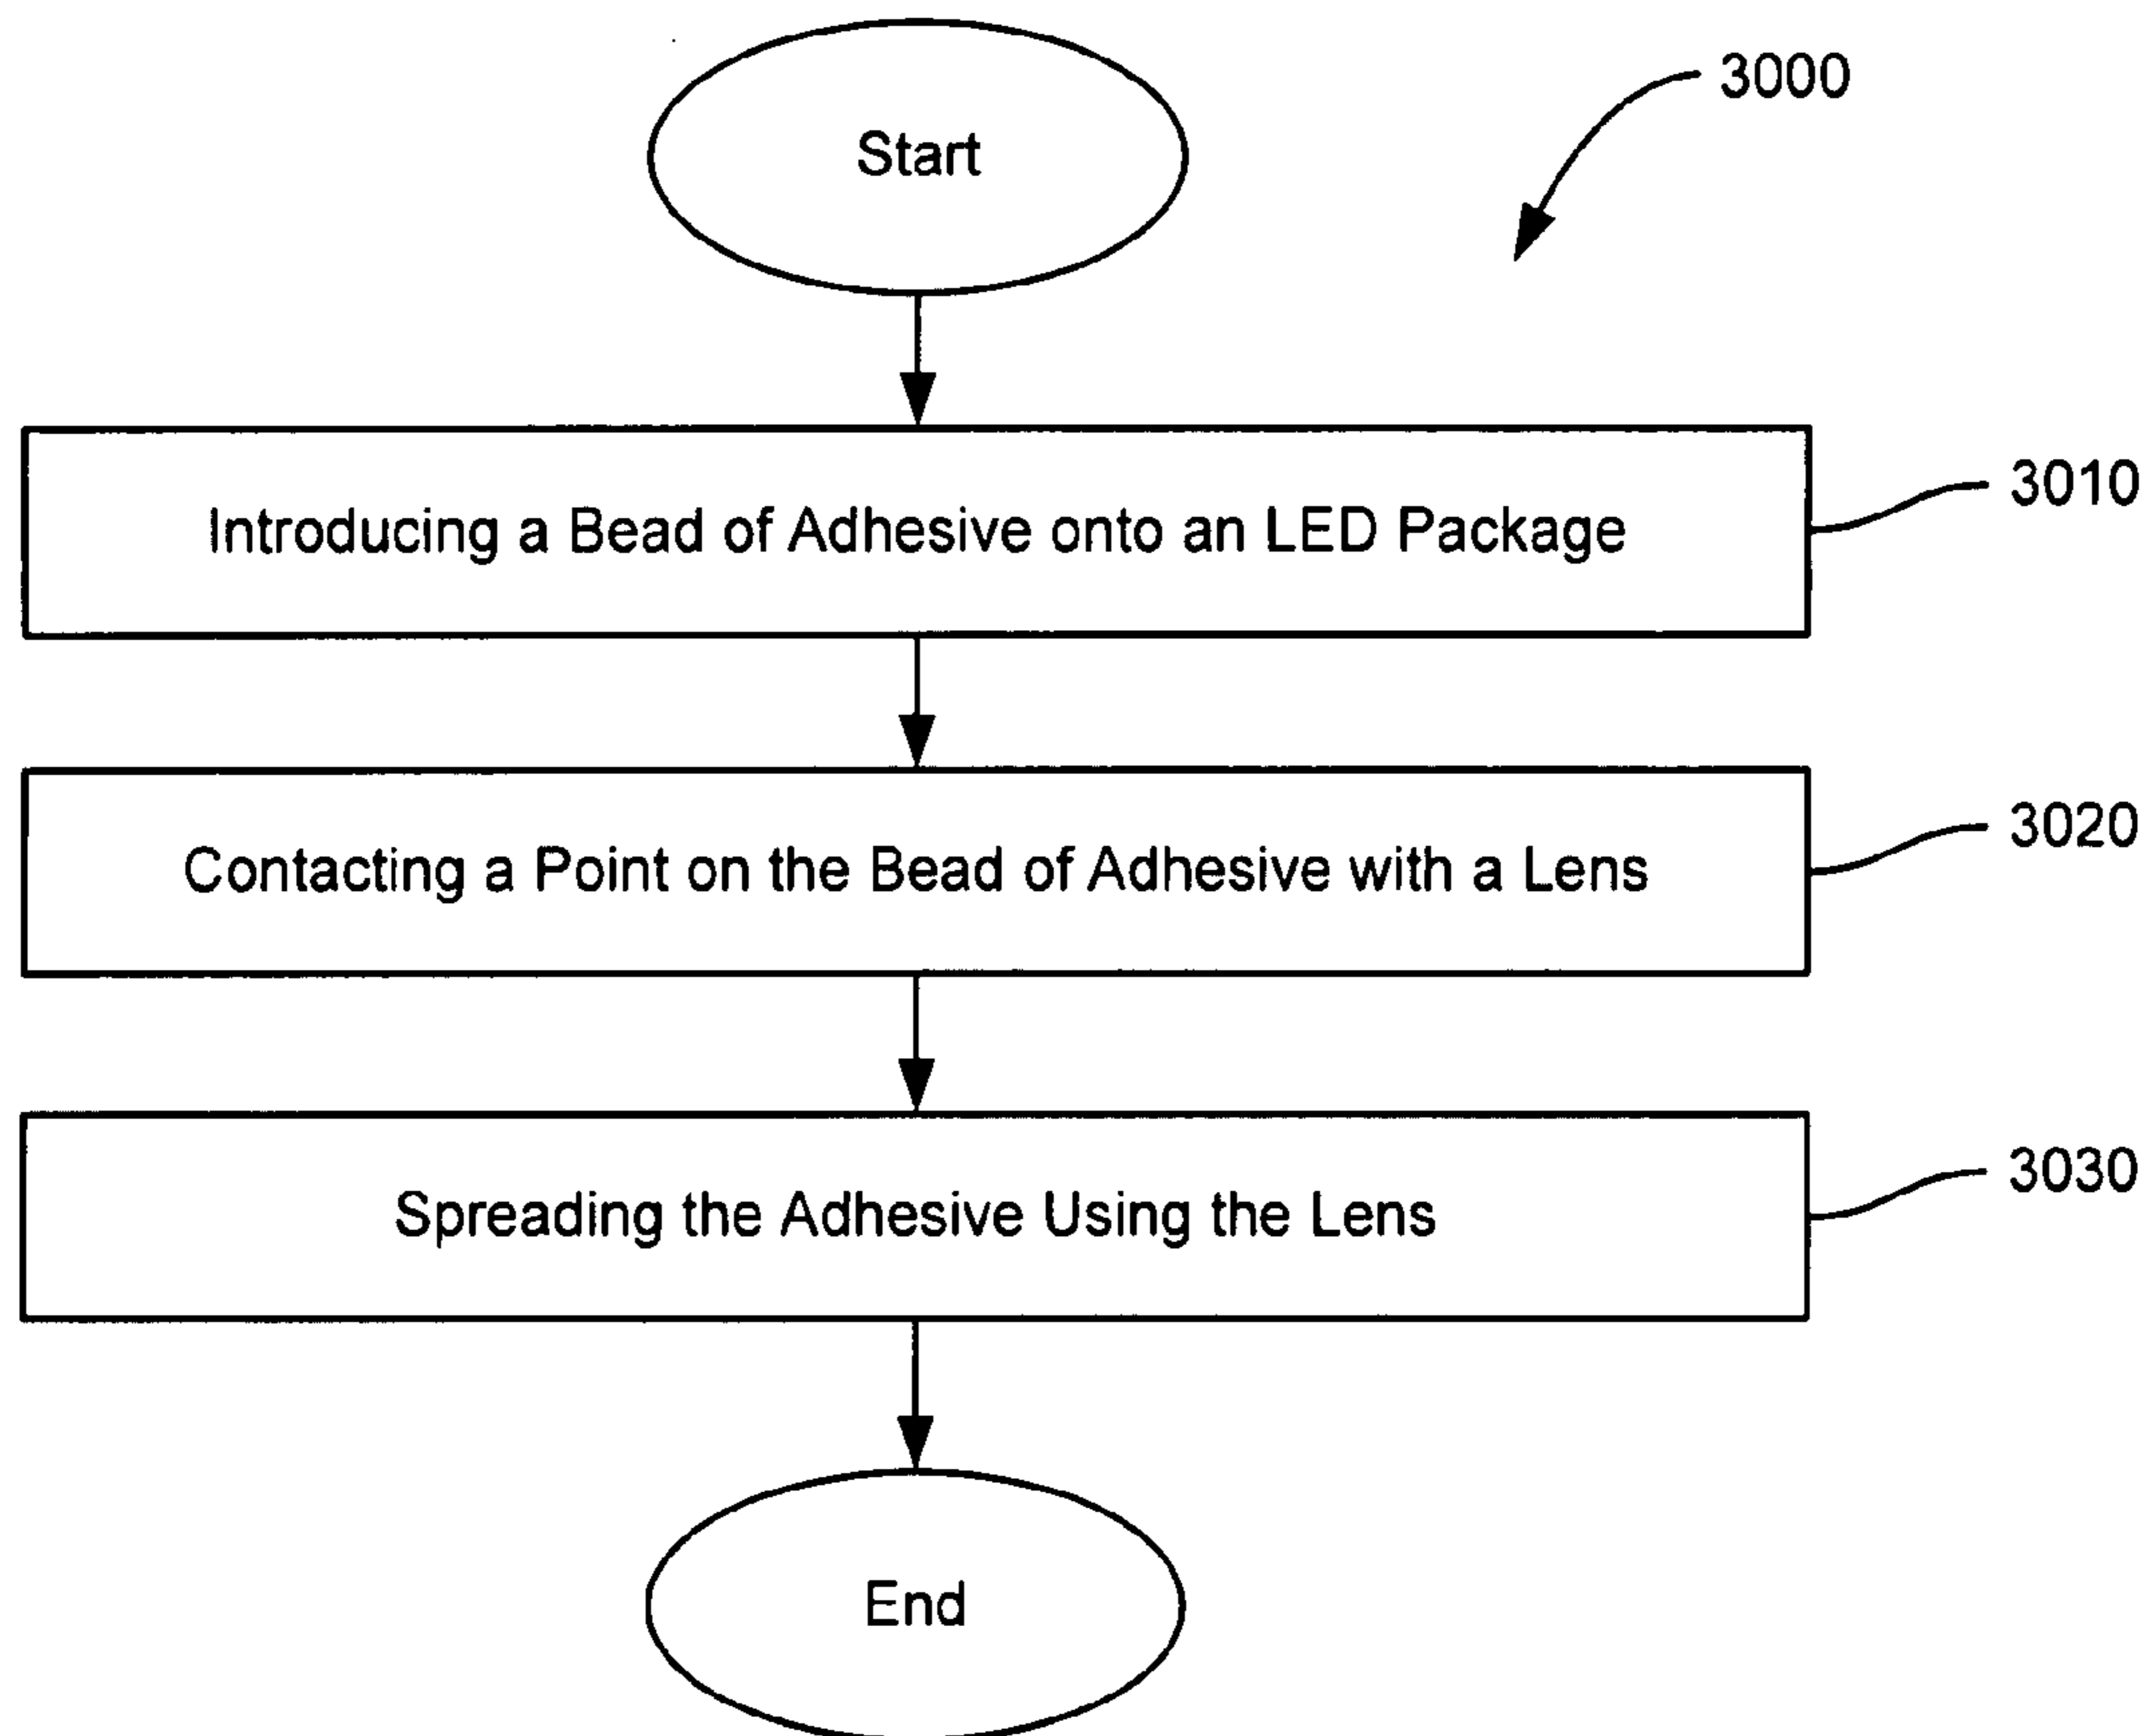 Start
3000
Introducing a Bead of Adhesive onto an LED Package
3010
Contacting a Point on the Bead of Adhesive with a Lens
3020
Spreading the Adhesive Using the Lens
3030
End